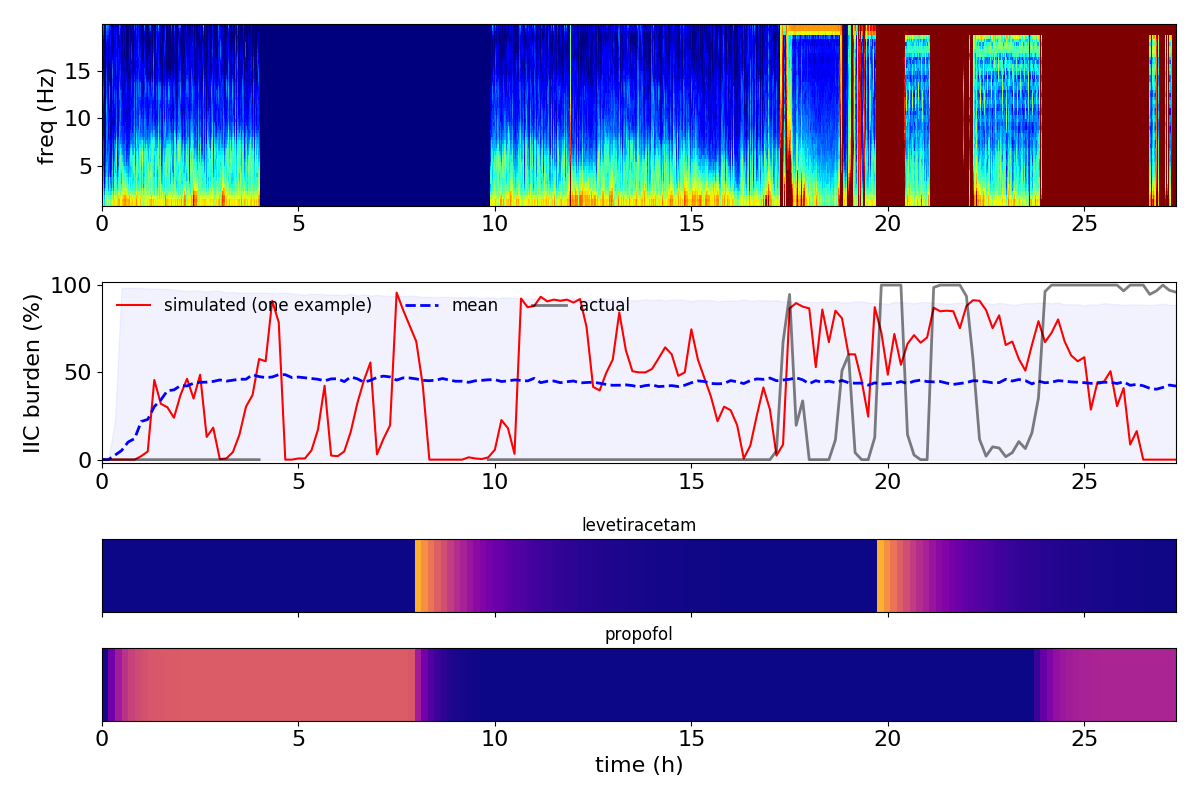 freq (Hz)
15
10
5
0 5 10 15 20 25
IIC burden (%)
100
50
0
simulated (one example) mean actual
0 5 10 15 20 25
levetiracetam
propofol
0 5 10 15 20 25
time (h)